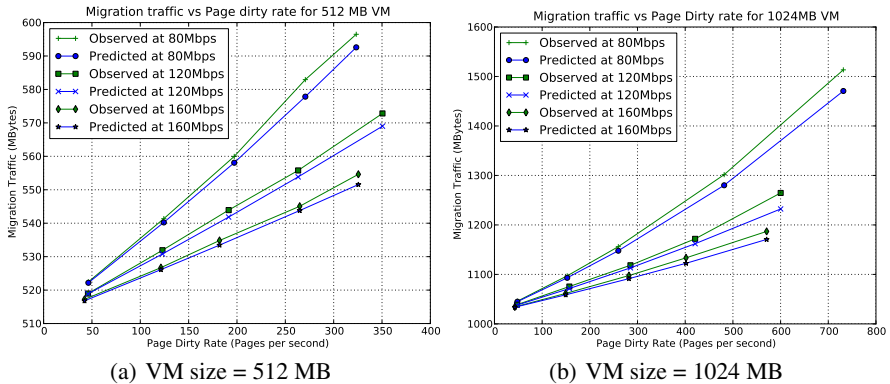 Migration traffic vs Page dirty rate for 512 MB VM
600
590
580
570
560
550
540
530
520
510
Migration Traffic (MBytes)
Observed at 80Mbps
Predicted at 80Mbps
Observed at 120Mbps
Predicted at 120Mbps
Observed at 160Mbps
Predicted at 160Mbps
0 50 100 150 200 250 300 350 400
Page Dirty Rate (Pages per second)
(a) VM size = 512 MB
Migration traffic vs Page Dirty rate for 1024MB VM
1600
1500
1400
1300
1200
1100
1000
Migration Traffic (MBytes)
Observed at 80Mbps
Predicted at 80Mbps
Observed at 120Mbps
Predicted at 120Mbps
Observed at 160Mbps
Predicted at 160Mbps
0 100 200 300 400 500 600 700 800
Page Dirty Rate (Pages per second)
(b) VM size = 1024 MB